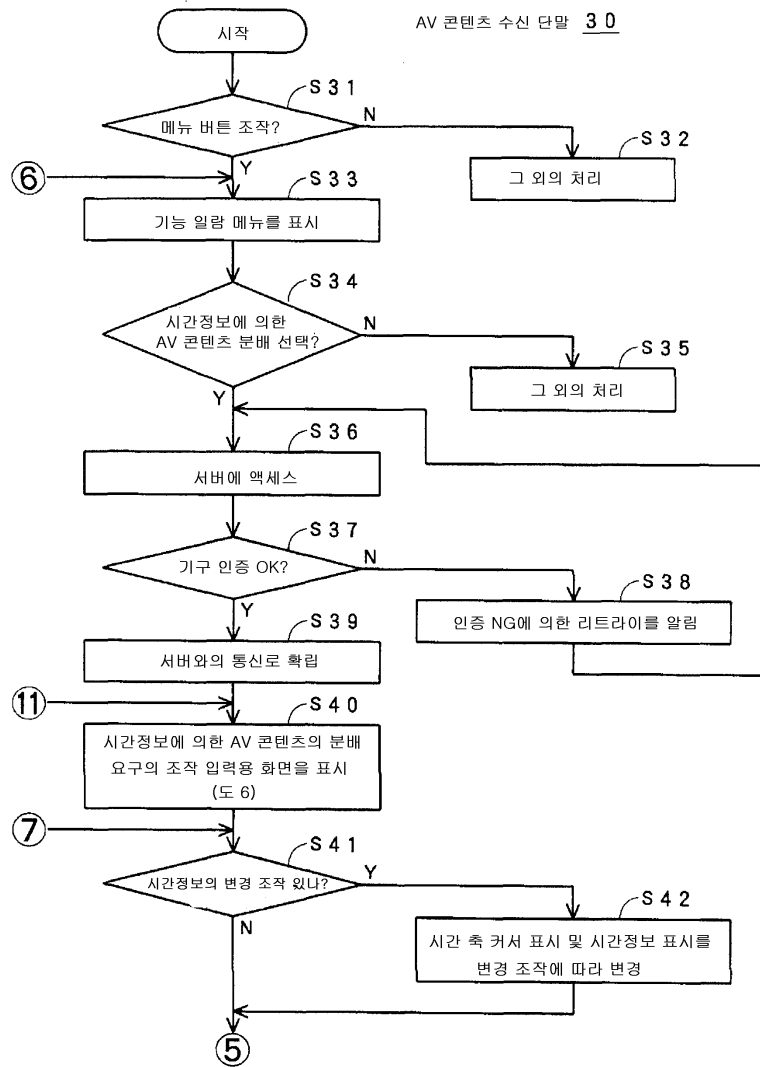 AV 콘텐츠 수신 단말 30
시작
S31
메뉴 버튼 조작?
N
Y
S32
그 외의 처리
⑥
S33
기능 일람 메뉴를 표시
S34
시간정보에 의한
AV 콘텐츠 분배 선택?
N
Y
S35
그 외의 처리
S36
서버에 액세스
S37
기구 인증 OK?
N
Y
S38
인증 NG에 의한 리트라이를 알림
S39
서버와의 통신로 확립
⑪
S40
시간정보에 의한 AV 콘텐츠의 분배
요구의 조작 입력용 화면을 표시
(도 6)
⑦
S41
시간정보의 변경 조작 있나?
Y
N
S42
시간 축 커서 표시 및 시간정보 표시를
변경 조작에 따라 변경
⑤